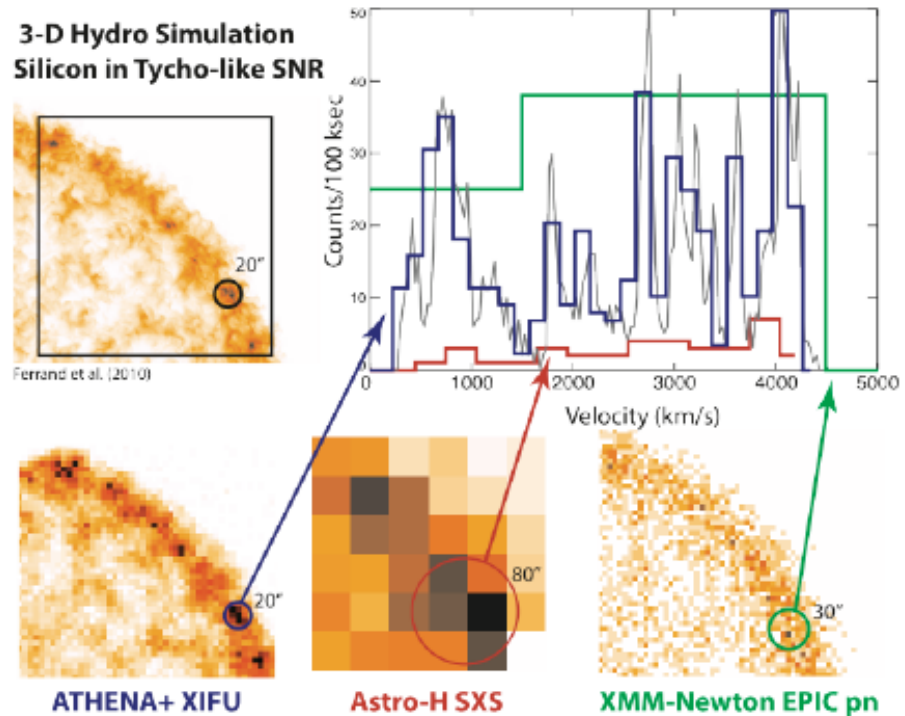 3-D Hydro Simulation
Silicon in Tycho-like SNR
20"
Ferrand et al. (2010)
Counts/100 ksec
50
40
30
20
10
0
1000
2000
3000
4000
5000
Velocity (km/s)
20"
80"
30"
ATHENA+ XIFU
Astro-H SXS
XMM-Newton EPIC pn